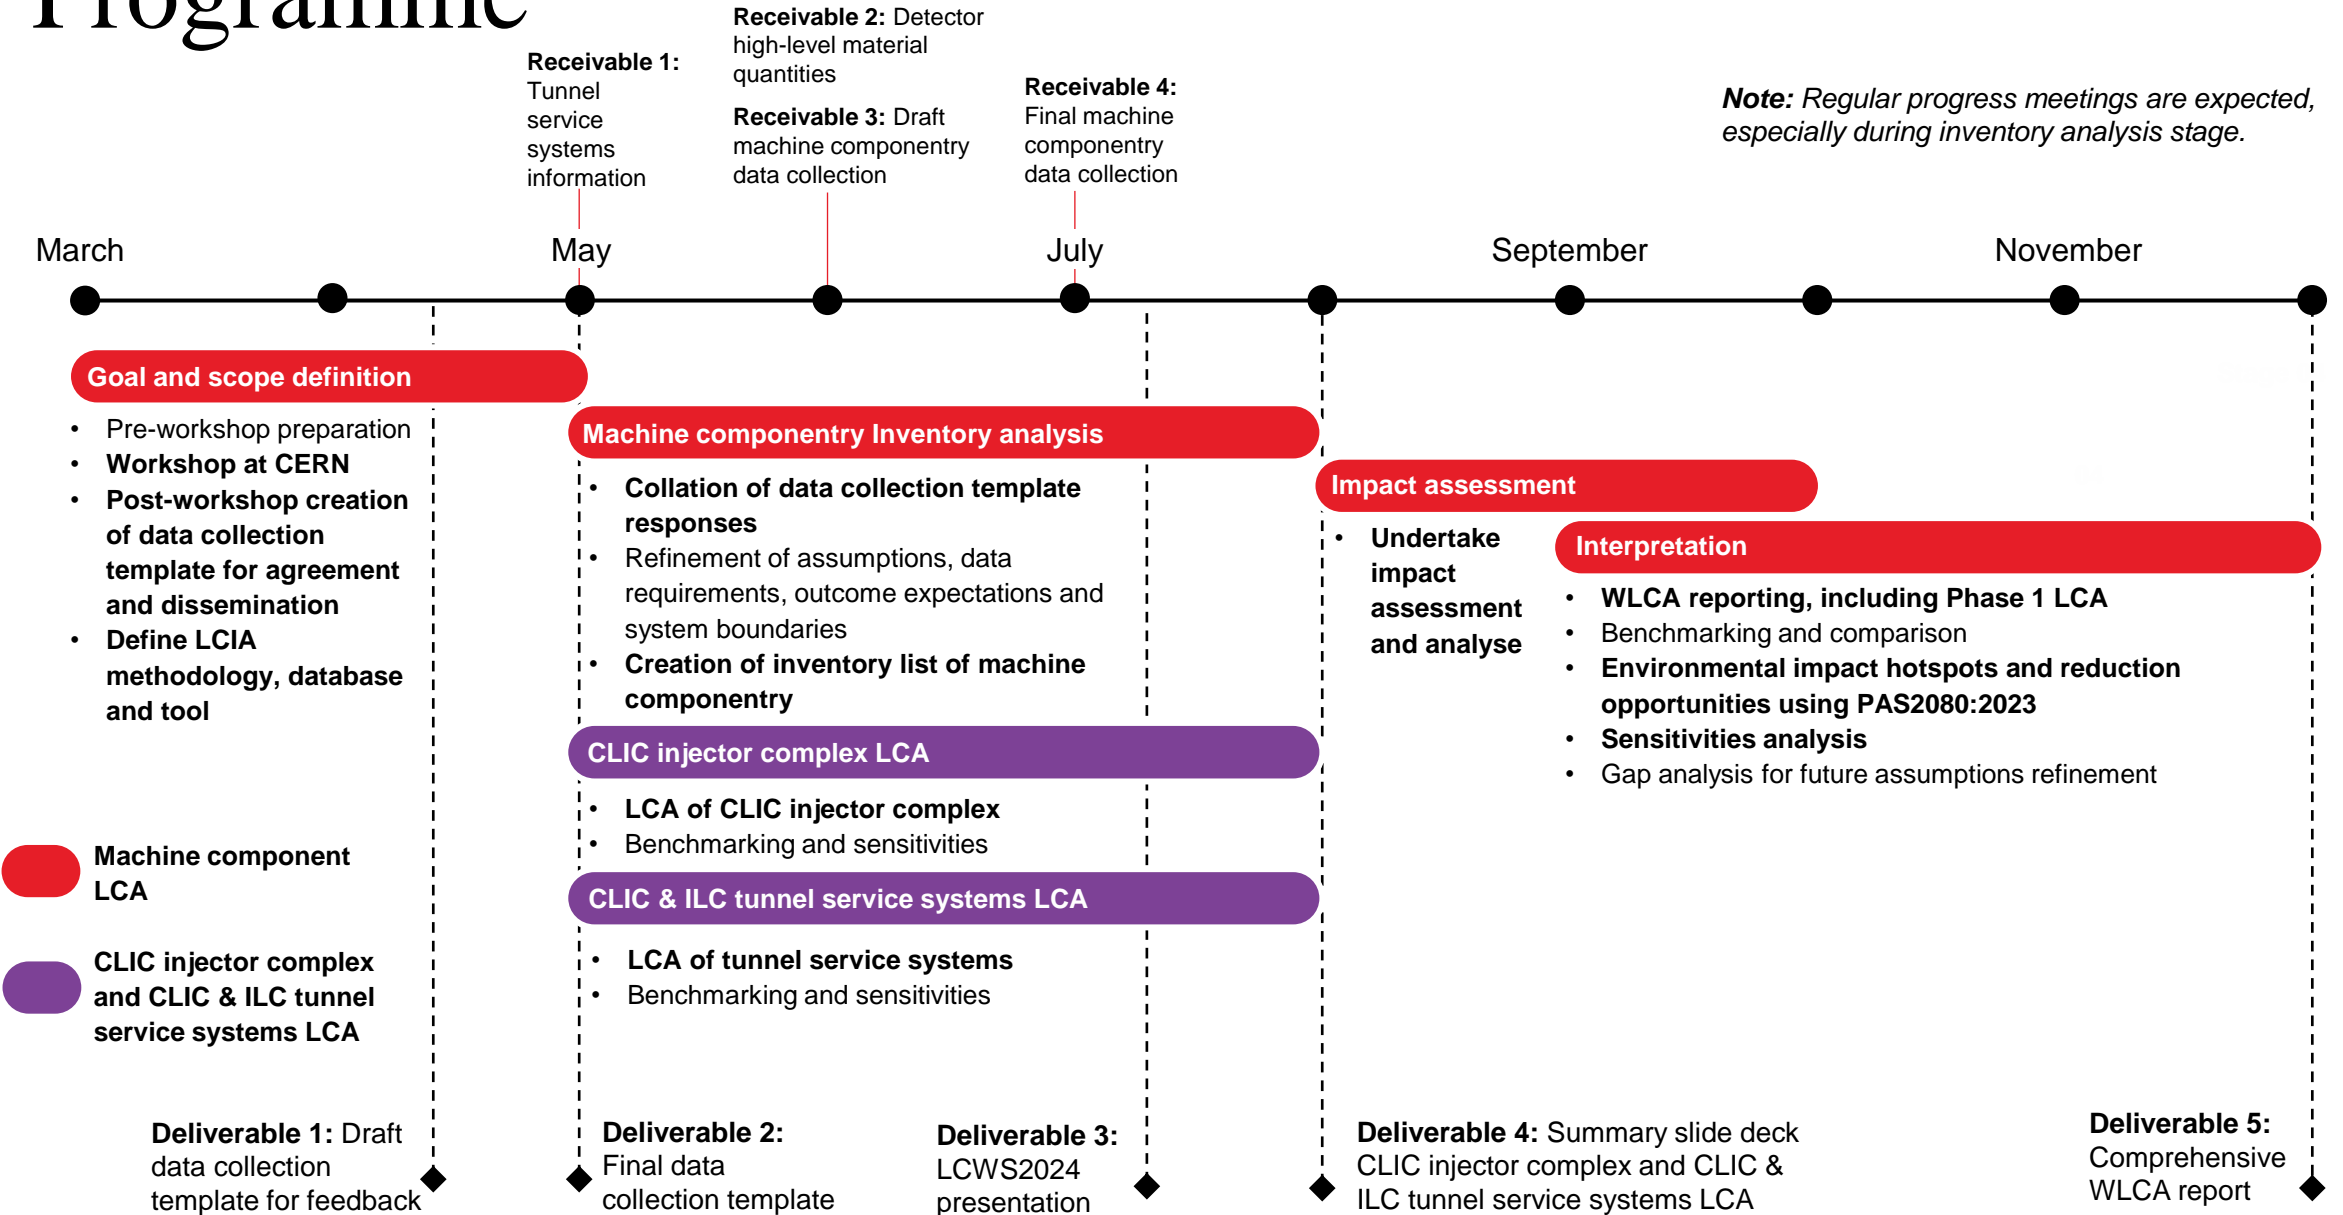 Programme
Receivable 1:
Tunnel
service
systems
information
Receivable 2: Detector
high-level material
quantities
Receivable 3: Draft
machine componentry
data collection
Receivable 4:
Final machine
componentry
data collection
Note: Regular progress meetings are expected,
especially during inventory analysis stage.
March
May
July
September
November
Goal and scope definition
• Pre-workshop preparation
• Workshop at CERN
• Post-workshop creation
of data collection
template for agreement
and dissemination
• Define LCIA
methodology, database
and tool
Machine componentry Inventory analysis
• Collation of data collection template
responses
• Refinement of assumptions, data
requirements, outcome expectations and
system boundaries
• Creation of inventory list of machine
componentry
CLIC injector complex LCA
• LCA of CLIC injector complex
• Benchmarking and sensitivities
CLIC & ILC tunnel service systems LCA
• LCA of tunnel service systems
• Benchmarking and sensitivities
Impact assessment
• Undertake
impact
assessment
and analyse
Interpretation
• WLCA reporting, including Phase 1 LCA
• Benchmarking and comparison
• Environmental impact hotspots and reduction
opportunities using PAS2080:2023
• Sensitivities analysis
• Gap analysis for future assumptions refinement
Machine component
LCA
CLIC injector complex
and CLIC & ILC tunnel
service systems LCA
Deliverable 1: Draft
data collection
template for feedback
Deliverable 2:
Final data
collection template
Deliverable 3:
LCWS2024
presentation
Deliverable 4: Summary slide deck
CLIC injector complex and CLIC &
ILC tunnel service systems LCA
Deliverable 5:
Comprehensive
WLCA report